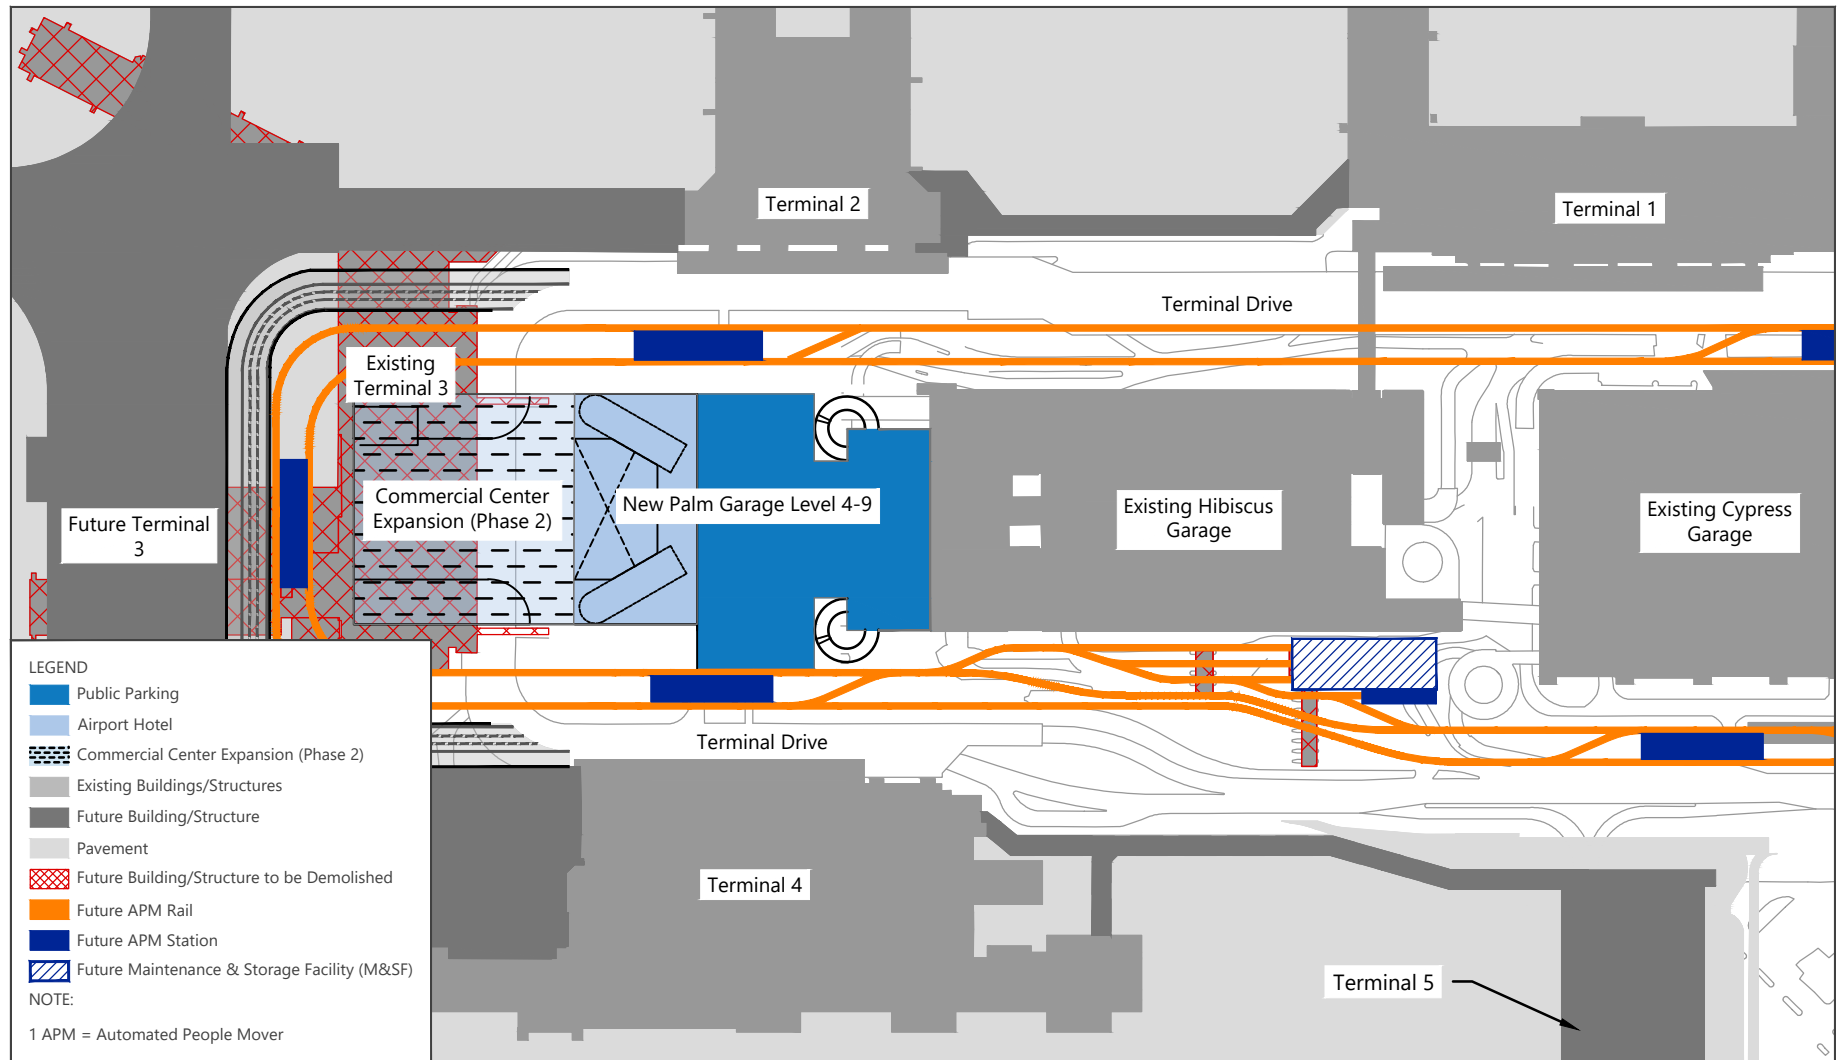 Terminal 2
Terminal 1
Terminal Drive
Existing
Terminal 3
Commercial Center
Expansion (Phase 2)
New Palm Garage Level 4-9
Existing Hibiscus
Garage
Existing Cypress
Garage
Future Terminal
3
Terminal Drive
Terminal 4
Terminal 5
LEGEND
Public Parking
Airport Hotel
Commercial Center Expansion (Phase 2)
Existing Buildings/Structures
Future Building/Structure
Pavement
Future Building/Structure to be Demolished
Future APM Rail
Future APM Station
Future Maintenance & Storage Facility (M&SF)
NOTE:
1 APM = Automated People Mover